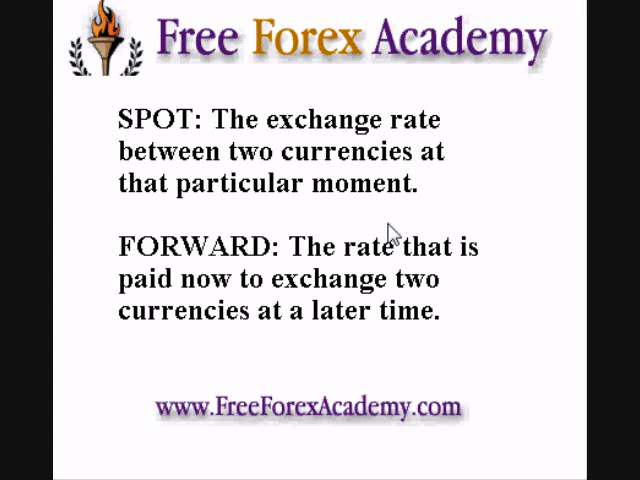 Free Forex Academy
SPOT: The exchange rate
between two currencies at
that particular moment.
FORWARD: The rate that is
paid now to exchange two
currencies at a later time.
www.FreeForexAcademy.com